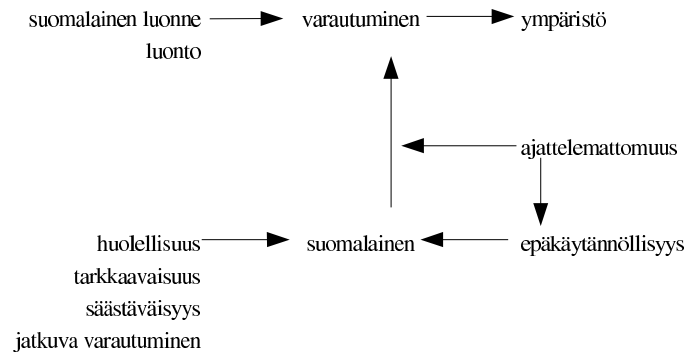 suomalainen luonne varautuminen ympäristö
luonto
ajattelemattomuus
huolellisuus suomalainen epäkäytännöllisyys
tarkkaavaisuus
säästäväisyys
jatkuva varautuminen